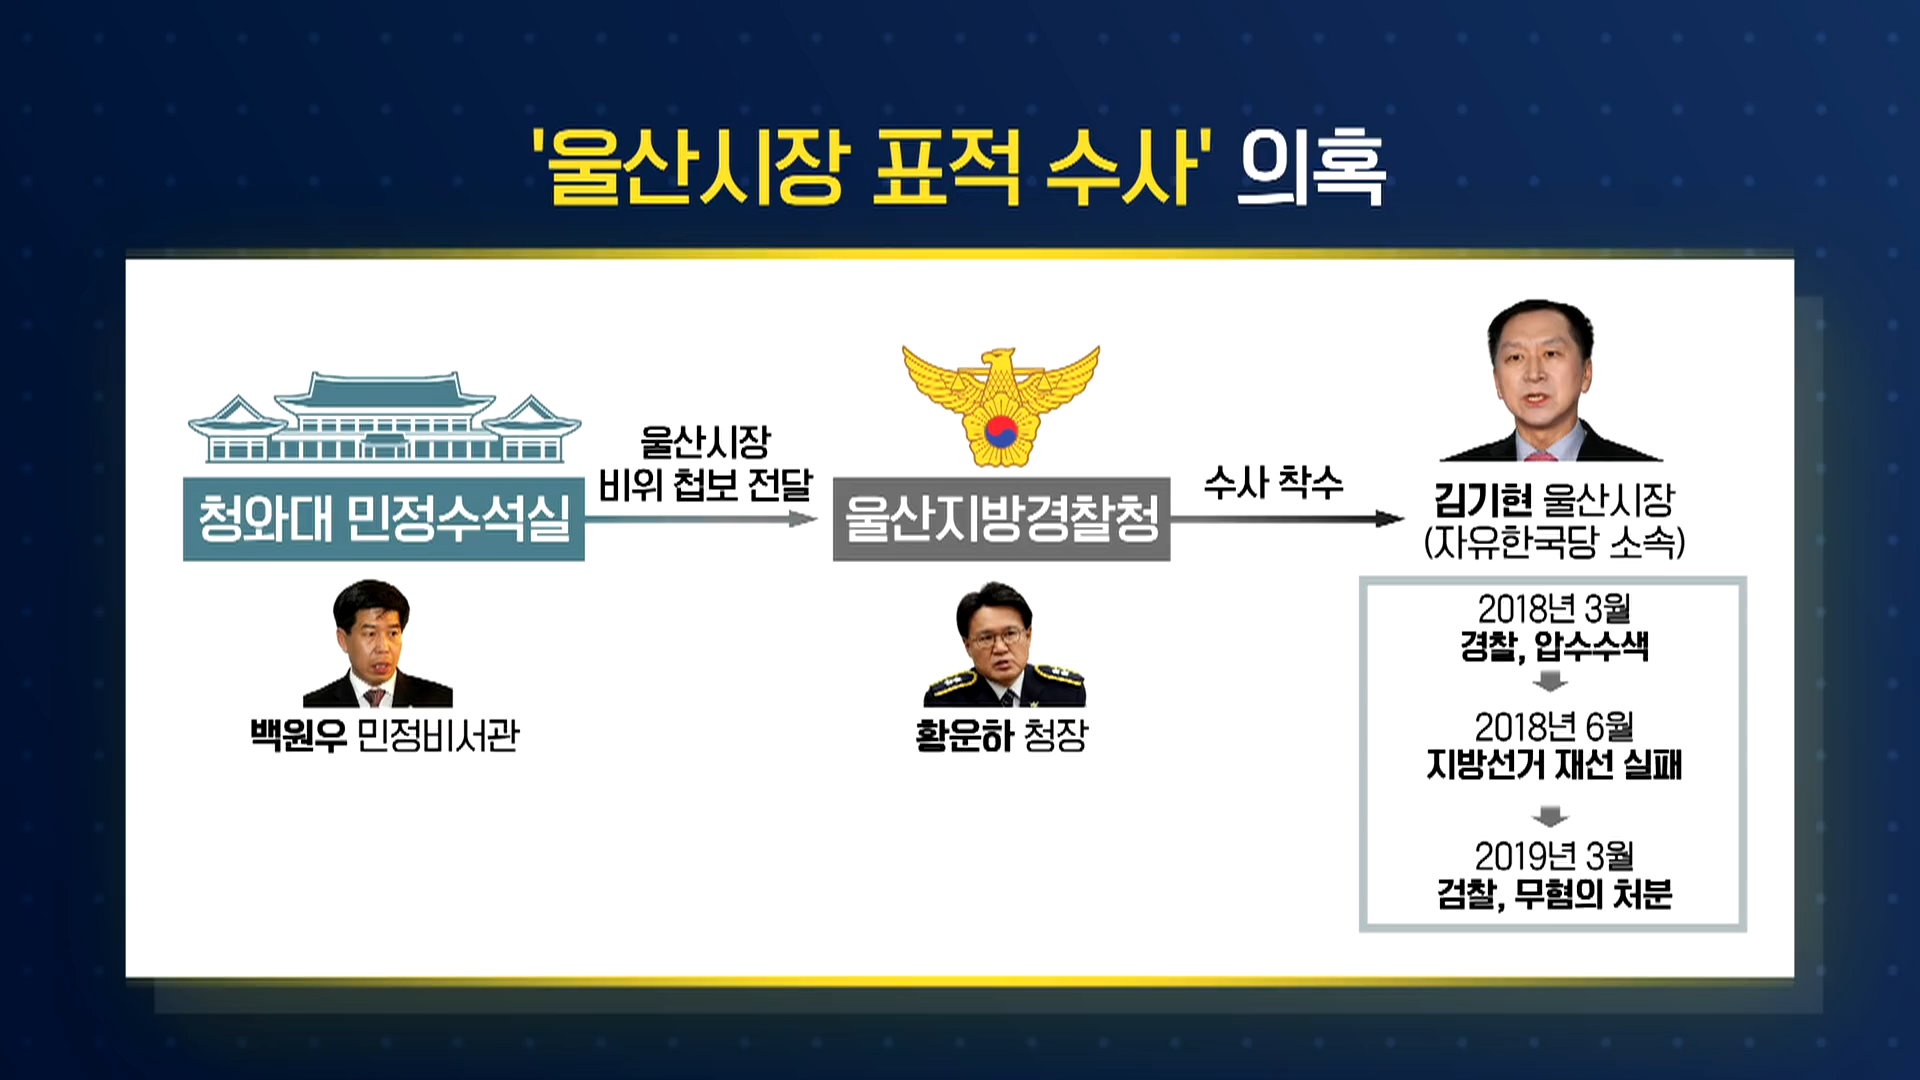 '울산시장 표적 수사' 의혹
울산시장
비위 첩보 전달
수사 착수
청와대 민정수석실
울산지방경찰청
김기현 울산시장
(자유한국당 소속)
백원우 민정비서관
황운하 청장
2018년 3월
경찰, 압수수색
2018년 6월
지방선거 재선 실패
2019년 3월
검찰, 무혐의 처분